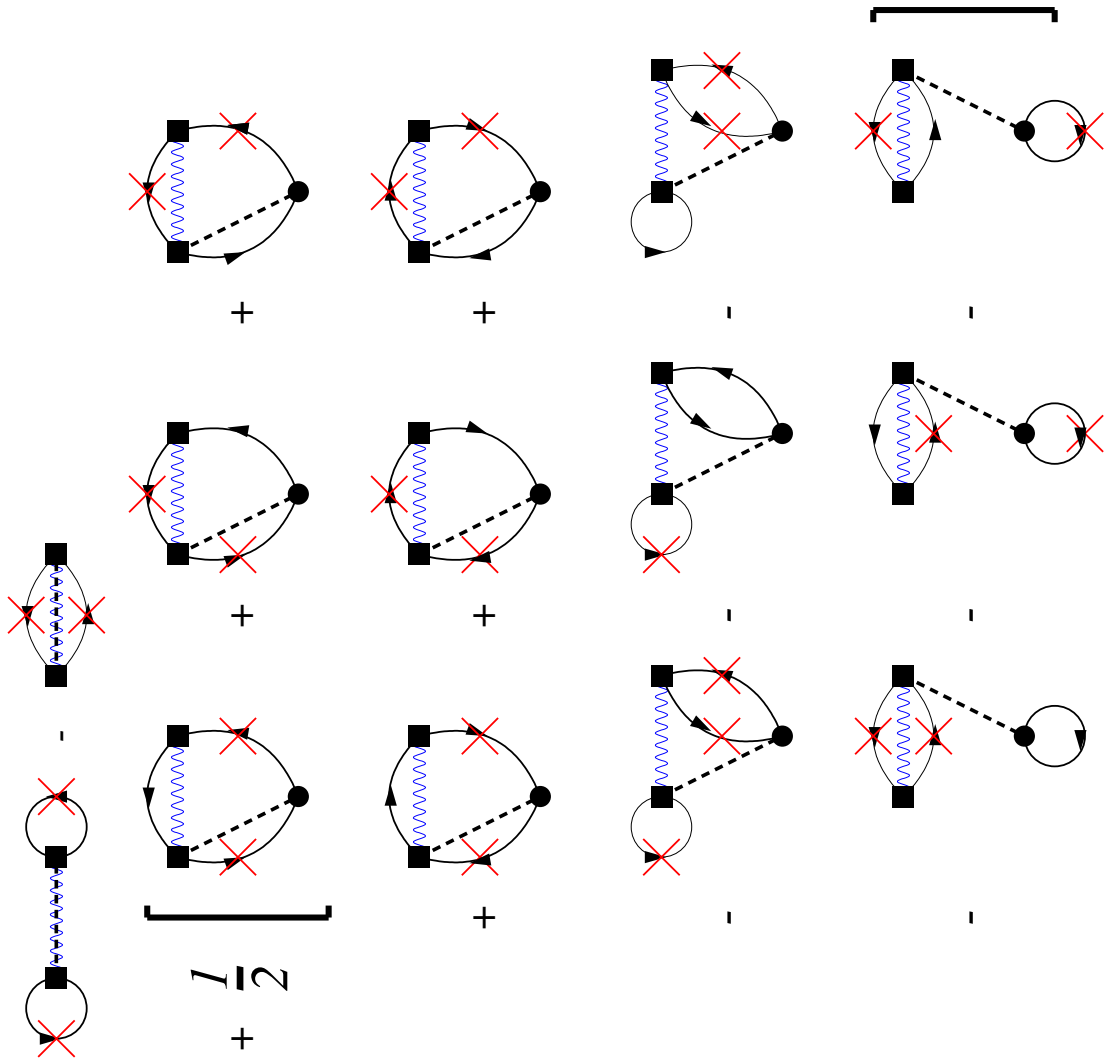 -
+ 1/2 [ + +
+ + +
- - -
- - - ]